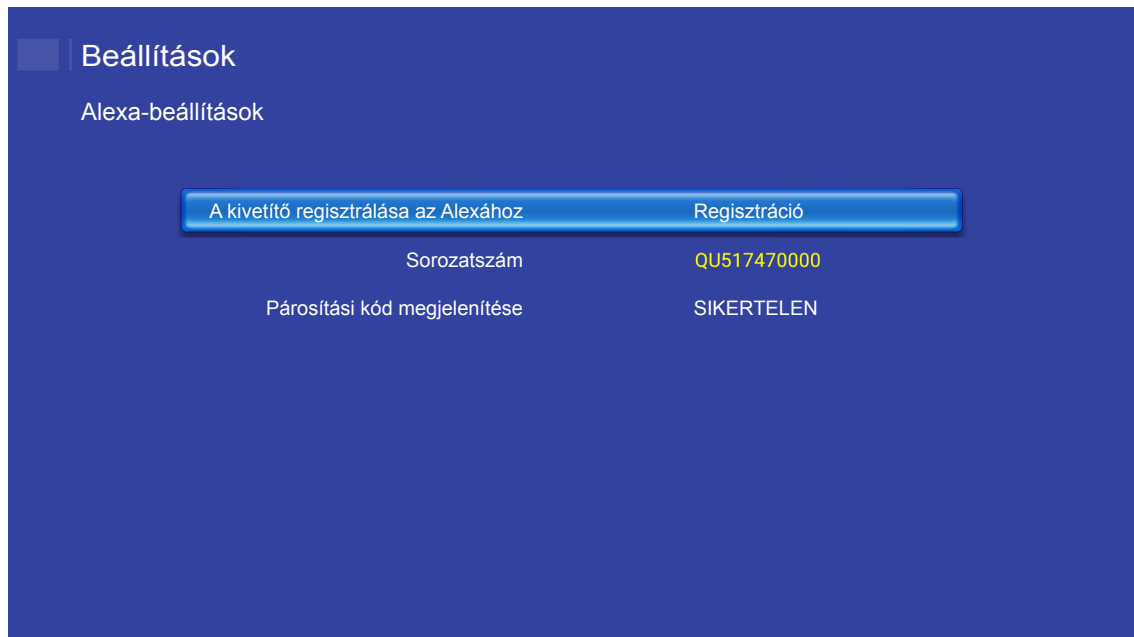 Beállítások
Alexa-beállítások
A kivetítő regisztrálása az Alexához Regisztráció
Sorozatszám QU517470000
Párosítási kód megjelenítése SIKERTELEN